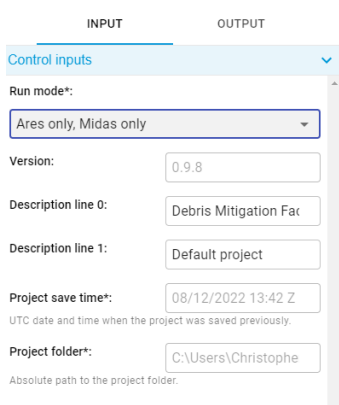 INPUT OUTPUT
Control inputs
Run mode*:
Ares only, Midas only
Version: 0.9.8
Description line 0: Debris Mitigation Fac
Description line 1: Default project
Project save time*: 08/12/2022 13:42 Z
UTC date and time when the project was saved previously.
Project folder*: C:\Users\Christophe
Absolute path to the project folder.